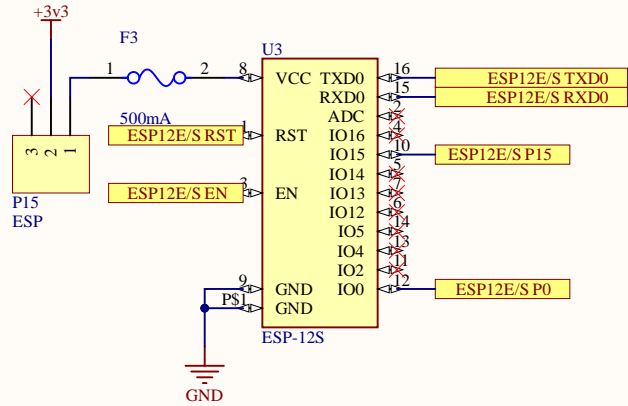 +3v3
F3
U3
1
2
8
VCC
TXD0
16
ESP12E/S TXD0
RXD0
15
ESP12E/S RXD0
ADC
2
500mA
ESP12E/S RST
1
RST
IO16
4
3
2
1
IO15
10
ESP12E/S P15
IO14
5
ESP12E/S EN
3
EN
IO13
7
P15
ESP
IO12
6
IO5
14
IO4
13
IO2
11
9
GND
IO0
12
ESP12E/S P0
P$1
GND
ESP-12S
GND